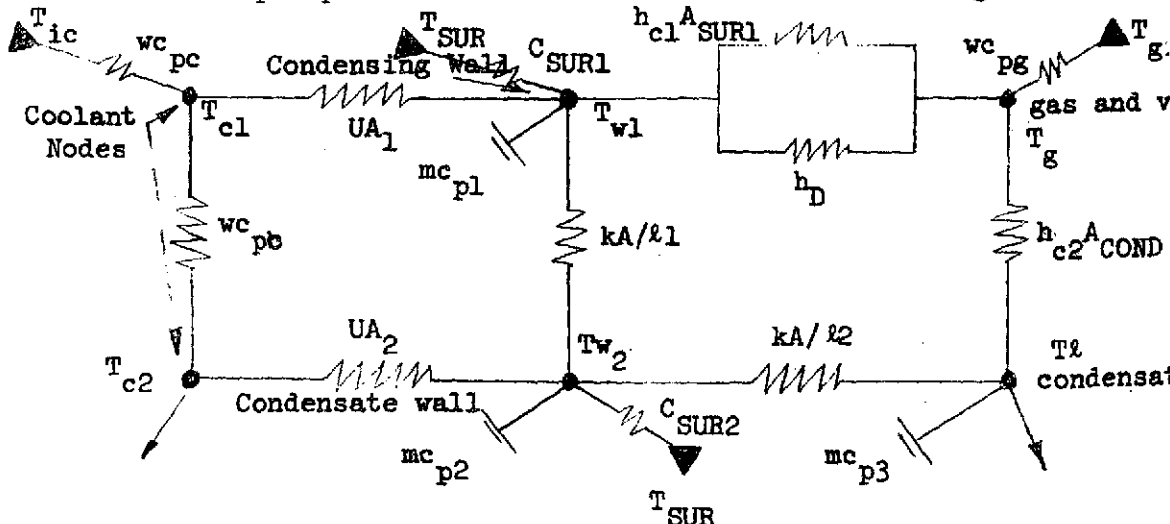 T_ic
wc_pc
T_SUR
C_SUR1
h_c1 A_SUR1
wc_pg
T_g
Condensing Wall
Coolant
Nodes
T_c1
UA_1
T_w1
mc_p1
h_D
gas and v
T_g
wc_pc
kA/ℓ1
h_c2 A_COND
T_c2
UA_2
Tw_2
kA/ℓ2
Tℓ
condensat
Condensate wall
C_SUR2
mc_p2
mc_p3
T_SUR